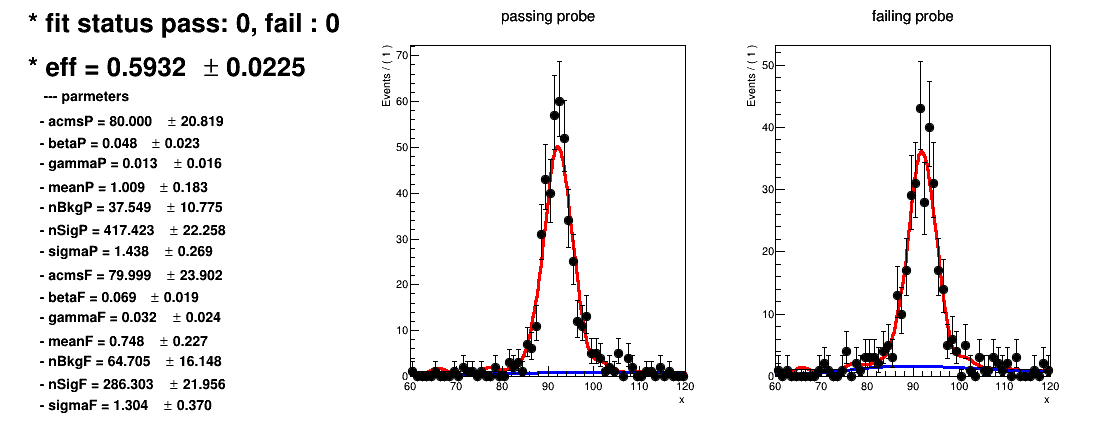 * fit status pass: 0, fail : 0
* eff = 0.5932 ± 0.0225
--- parmeters
- acmsP = 80.000 ± 20.819
- betaP = 0.048 ± 0.023
- gammaP = 0.013 ± 0.016
- meanP = 1.009 ± 0.183
- nBkgP = 37.549 ± 10.775
- nSigP = 417.423 ± 22.258
- sigmaP = 1.438 ± 0.269
- acmsF = 79.999 ± 23.902
- betaF = 0.069 ± 0.019
- gammaF = 0.032 ± 0.024
- meanF = 0.748 ± 0.227
- nBkgF = 64.705 ± 16.148
- nSigF = 286.303 ± 21.956
- sigmaF = 1.304 ± 0.370
passing probe
Events / ( 1 )
70
60
50
40
30
20
10
0
60 70 80 90 100 110 120
x
failing probe
Events / ( 1 )
50
40
30
20
10
0
60 70 80 90 100 110 120
x